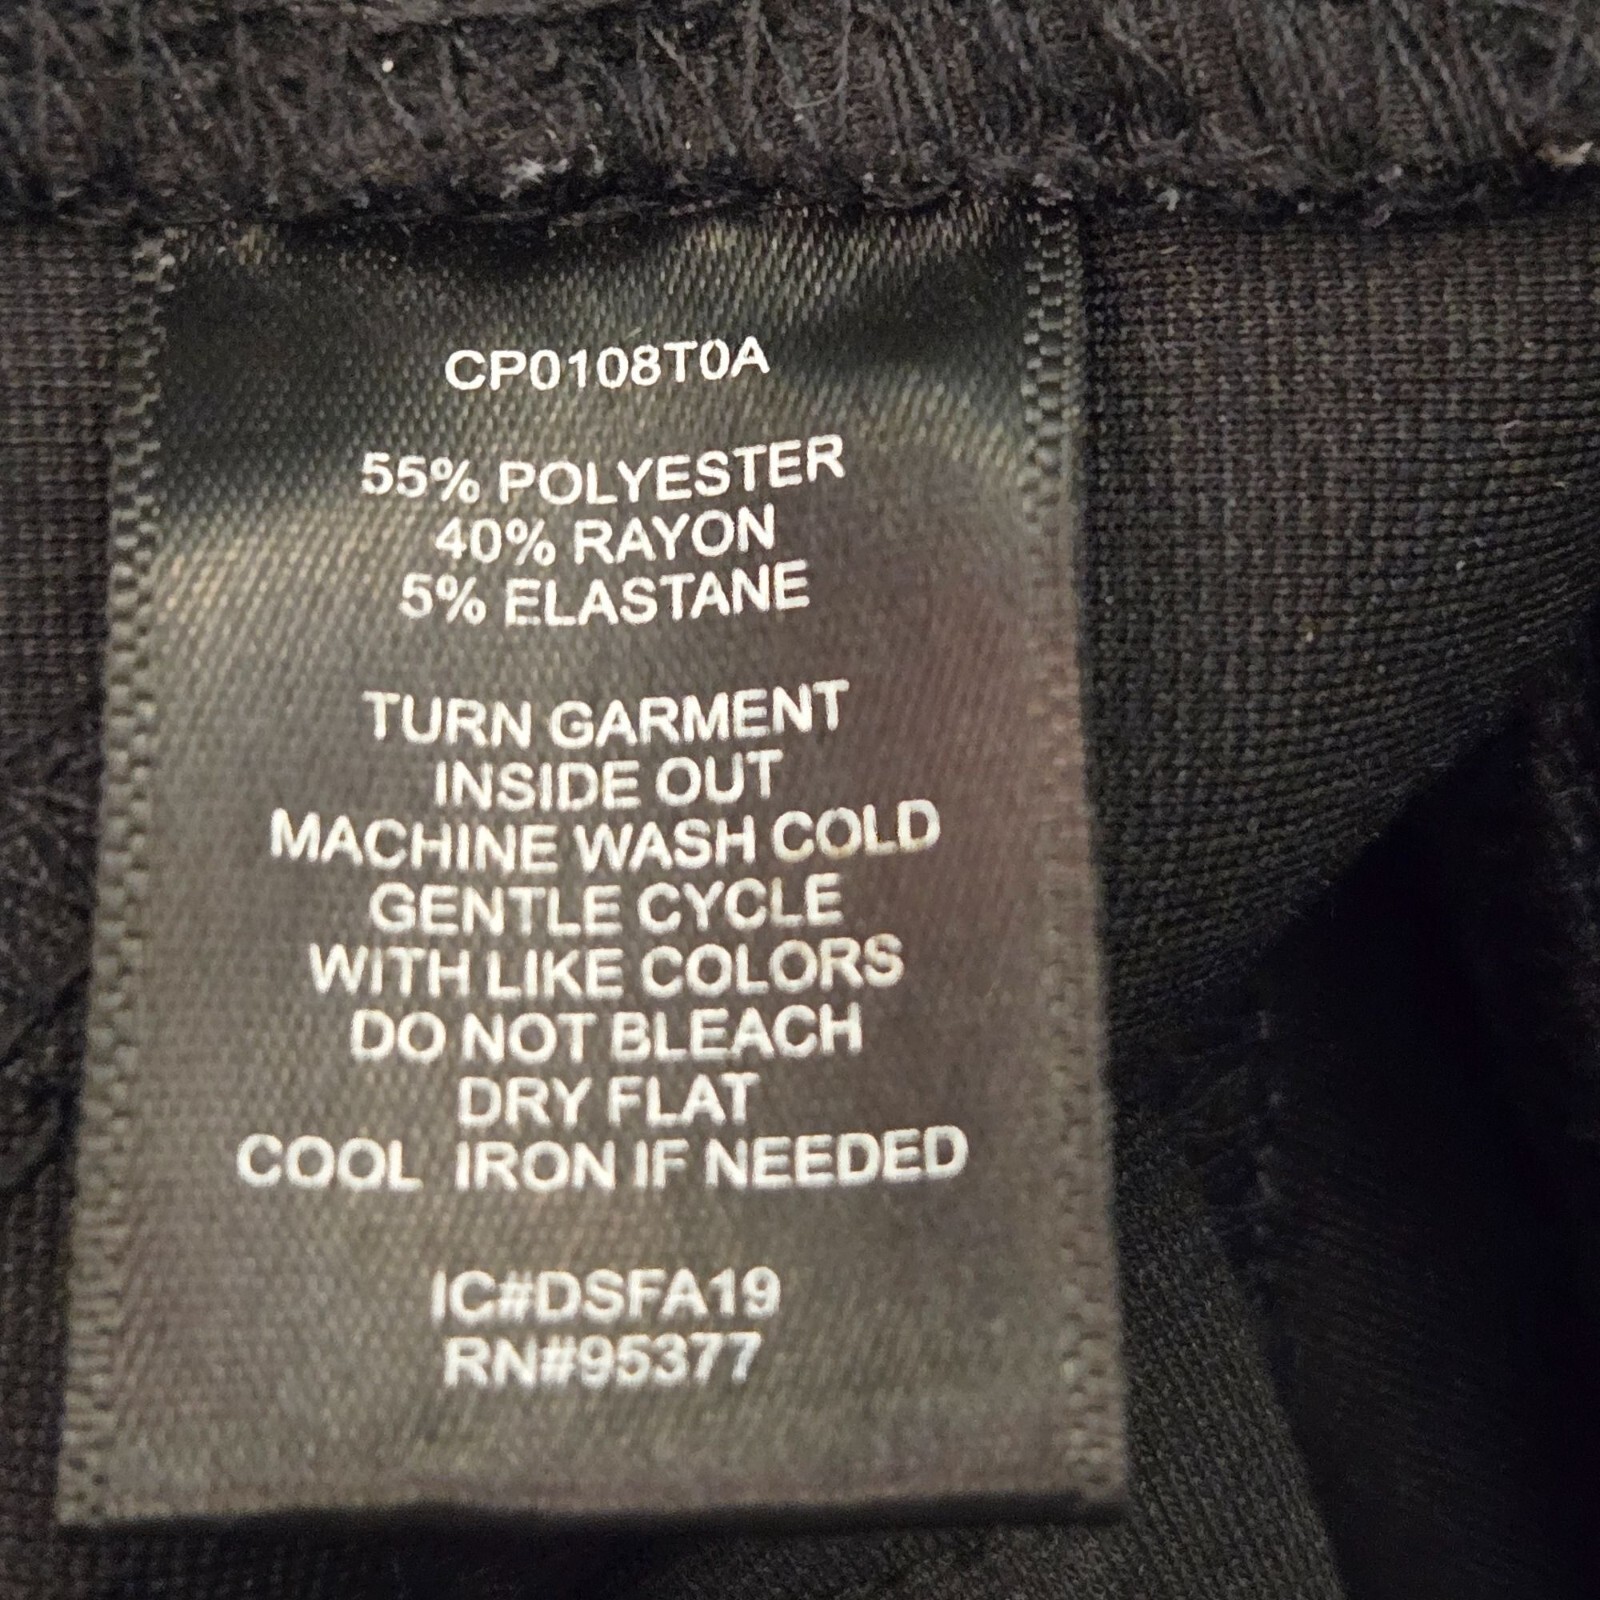 CP0108T0A
55% POLYESTER
40% RAYON
5% ELASTANE
TURN GARMENT
INSIDE OUT
MACHINE WASH COLD
GENTLE CYCLE
WITH LIKE COLORS
DO NOT BLEACH
DRY FLAT
COOL IRON IF NEEDED
IC#DSFA19
RN#95377